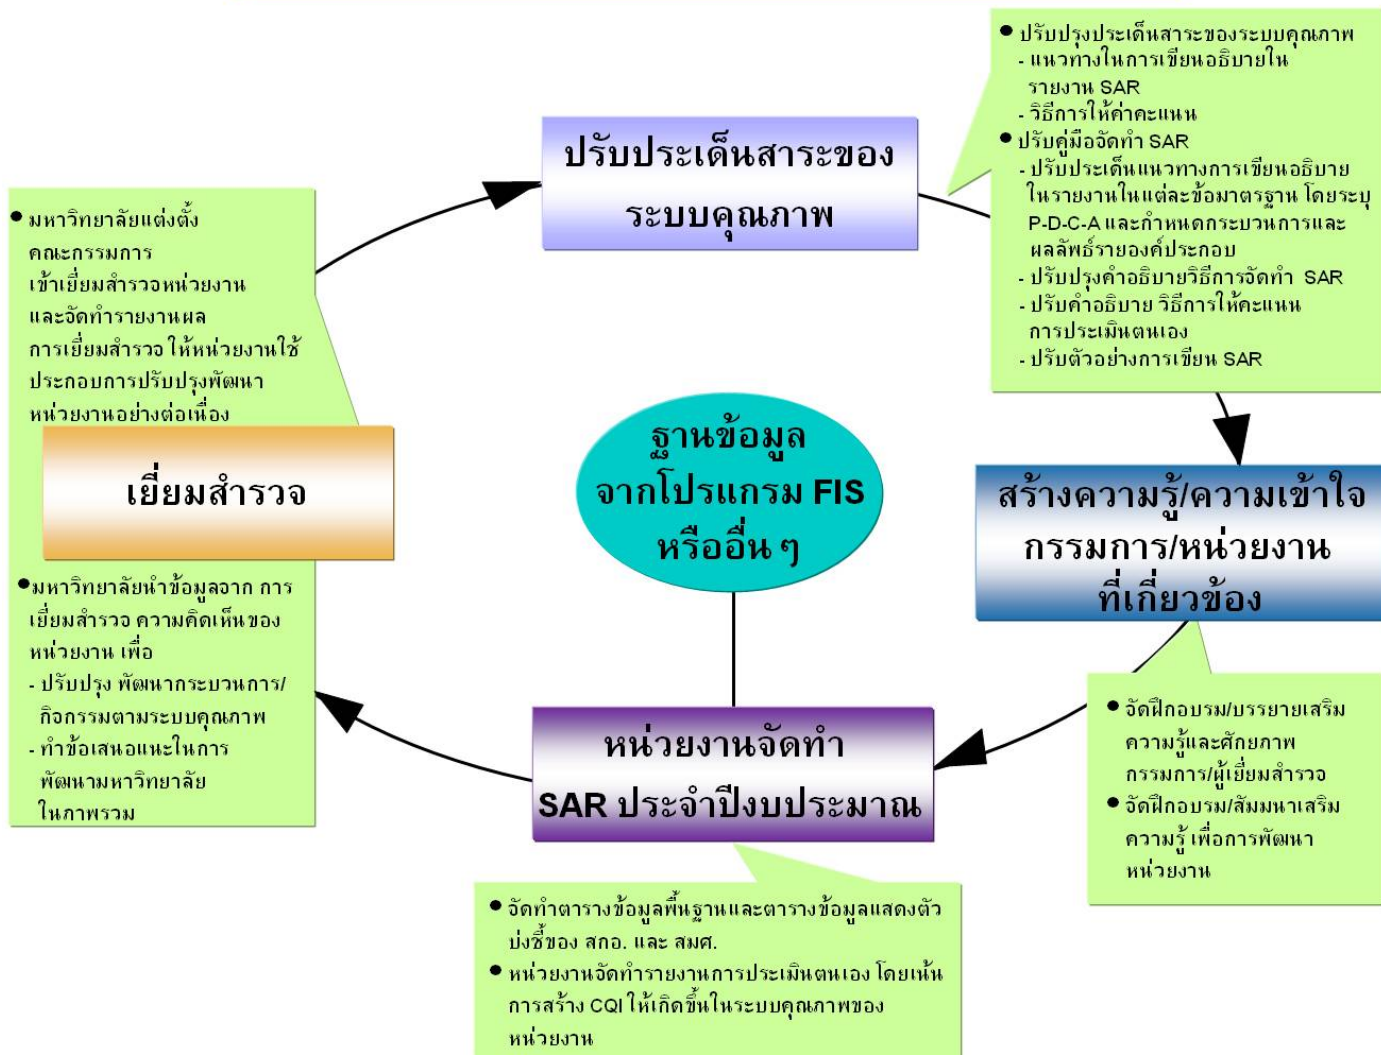 ปรับประเด็นสาระของ
ระบบคุณภาพ
● ปรับปรุงประเด็นสาระของระบบคุณภาพ
- แนวทางในการเขียนอธิบายใน
รายงาน SAR
- วิธีการให้ค่าคะแนน
● ปรับคู่มือจัดทำ SAR
- ปรับประเด็นแนวทางการเขียนอธิบาย
ในรายงานในแต่ละข้อมาตรฐาน โดยระบุ
P-D-C-A และกำหนดกระบวนการและ
ผลลัพธ์รายองค์ประกอบ
- ปรับปรุงคำอธิบายวิธีการจัดทำ SAR
- ปรับคำอธิบาย วิธีการให้คะแนน
การประเมินตนเอง
- ปรับตัวอย่างการเขียน SAR
สร้างความรู้/ความเข้าใจ
กรรมการ/หน่วยงาน
ที่เกี่ยวข้อง
● จัดฝึกอบรม/บรรยายเสริม
ความรู้และศักยภาพ
กรรมการ/ผู้เยี่ยมสำรวจ
● จัดฝึกอบรม/สัมมนาเสริม
ความรู้ เพื่อการพัฒนา
หน่วยงาน
ฐานข้อมูล
จากโปรแกรม FIS
หรืออื่น ๆ
หน่วยงานจัดทำ
SAR ประจำปีงบประมาณ
● จัดทำตารางข้อมูลพื้นฐานและตารางข้อมูลแสดงตัว
บ่งชี้ของ สกอ. และ สมศ.
● หน่วยงานจัดทำรายงานการประเมินตนเอง โดยเน้น
การสร้าง CQI ให้เกิดขึ้นในระบบคุณภาพของ
หน่วยงาน
● มหาวิทยาลัยแต่งตั้ง
คณะกรรมการ
เข้าเยี่ยมสำรวจหน่วยงาน
และจัดทำรายงานผล
การเยี่ยมสำรวจ ให้หน่วยงานใช้
ประกอบการปรับปรุงพัฒนา
หน่วยงานอย่างต่อเนื่อง
เยี่ยมสำรวจ
● มหาวิทยาลัยนำข้อมูลจาก การ
เยี่ยมสำรวจ ความคิดเห็นของ
หน่วยงาน เพื่อ
- ปรับปรุง พัฒนากระบวนการ/
กิจกรรมตามระบบคุณภาพ
- ทำข้อเสนอแนะในการ
พัฒนามหาวิทยาลัย
ในภาพรวม